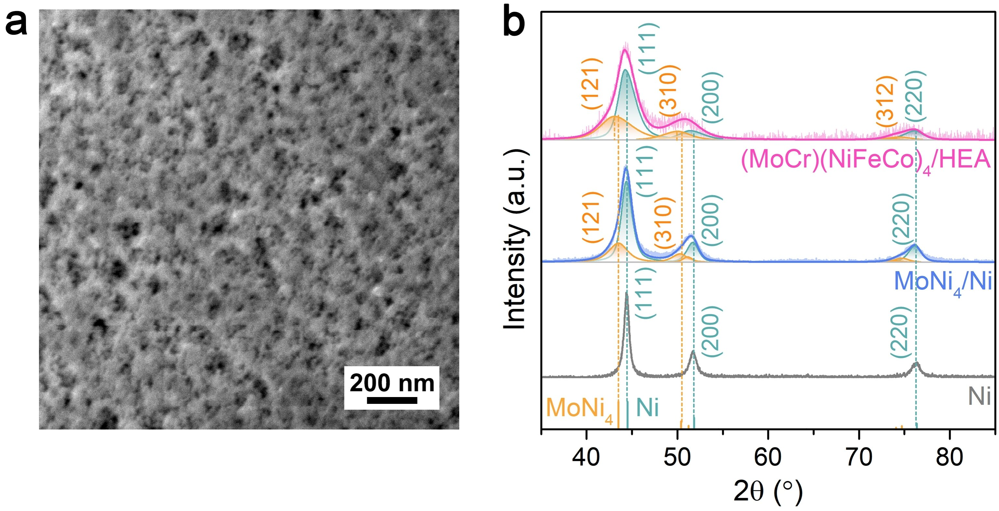 a
200 nm
b
Intensity (a.u.)
(121)
(111)
(310)
(200)
(312)
(220)
(MoCr)(NiFeCo)₄/HEA
(121)
(111)
(310)
(200)
(220)
MoNi₄/Ni
(111)
(200)
(220)
Ni
MoNi₄
Ni
40 50 60 70 80
2θ (°)